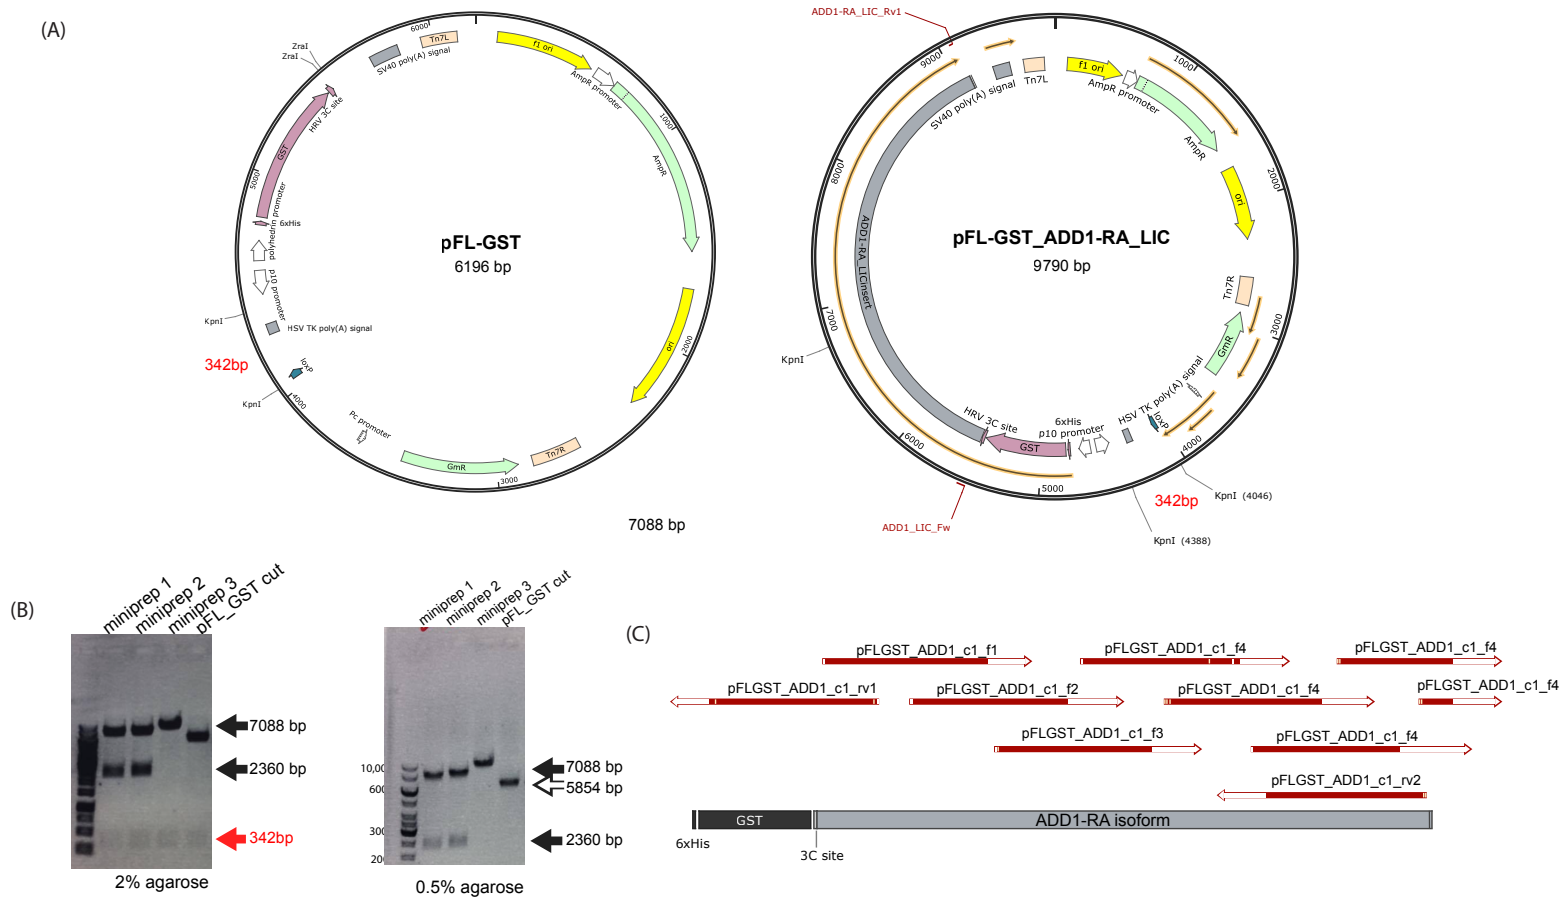 (A)
pFL-GST
6196 bp
ZraI
ZraI
6000
SV40 poly(A) signal
Tn7L
f1 ori
AmpR promoter
1000
AmpR
HRV 3C site
GST
5000
polyhedrin promoter
6xHis
p10 promoter
KpnI
HSV TK poly(A) signal
342bp
loxP
KpnI
4000
Pc promoter
GmR
Tn7R
3000
ori
2000
7088 bp
pFL-GST_ADD1-RA_LIC
9790 bp
ADD1-RA_LIC_Rv1
9000
SV40 poly(A) signal
Tn7L
f1 ori
AmpR promoter
1000
AmpR
2000
ori
Tn7R
3000
GmR
HSV TK poly(A) signal
loxP
4000
KpnI (4046)
342bp
KpnI (4388)
6xHis
p10 promoter
5000
HRV 3C site
GST
ADD1_LIC_Fw
6000
KpnI
7000
ADD1-RA_LICinsert
8000
(B)
miniprep 1
miniprep 2
miniprep 3
pFL_GST cut
7088 bp
2360 bp
342bp
2% agarose
miniprep 1
miniprep 2
miniprep 3
pFL_GST cut
10,00
600
300
200
7088 bp
5854 bp
2360 bp
0.5% agarose
(C)
pFLGST_ADD1_c1_f1
pFLGST_ADD1_c1_f4
pFLGST_ADD1_c1_f4
pFLGST_ADD1_c1_rv1
pFLGST_ADD1_c1_f2
pFLGST_ADD1_c1_f4
pFLGST_ADD1_c1_f4
pFLGST_ADD1_c1_f3
pFLGST_ADD1_c1_f4
pFLGST_ADD1_c1_rv2
GST
ADD1-RA isoform
6xHis
3C site